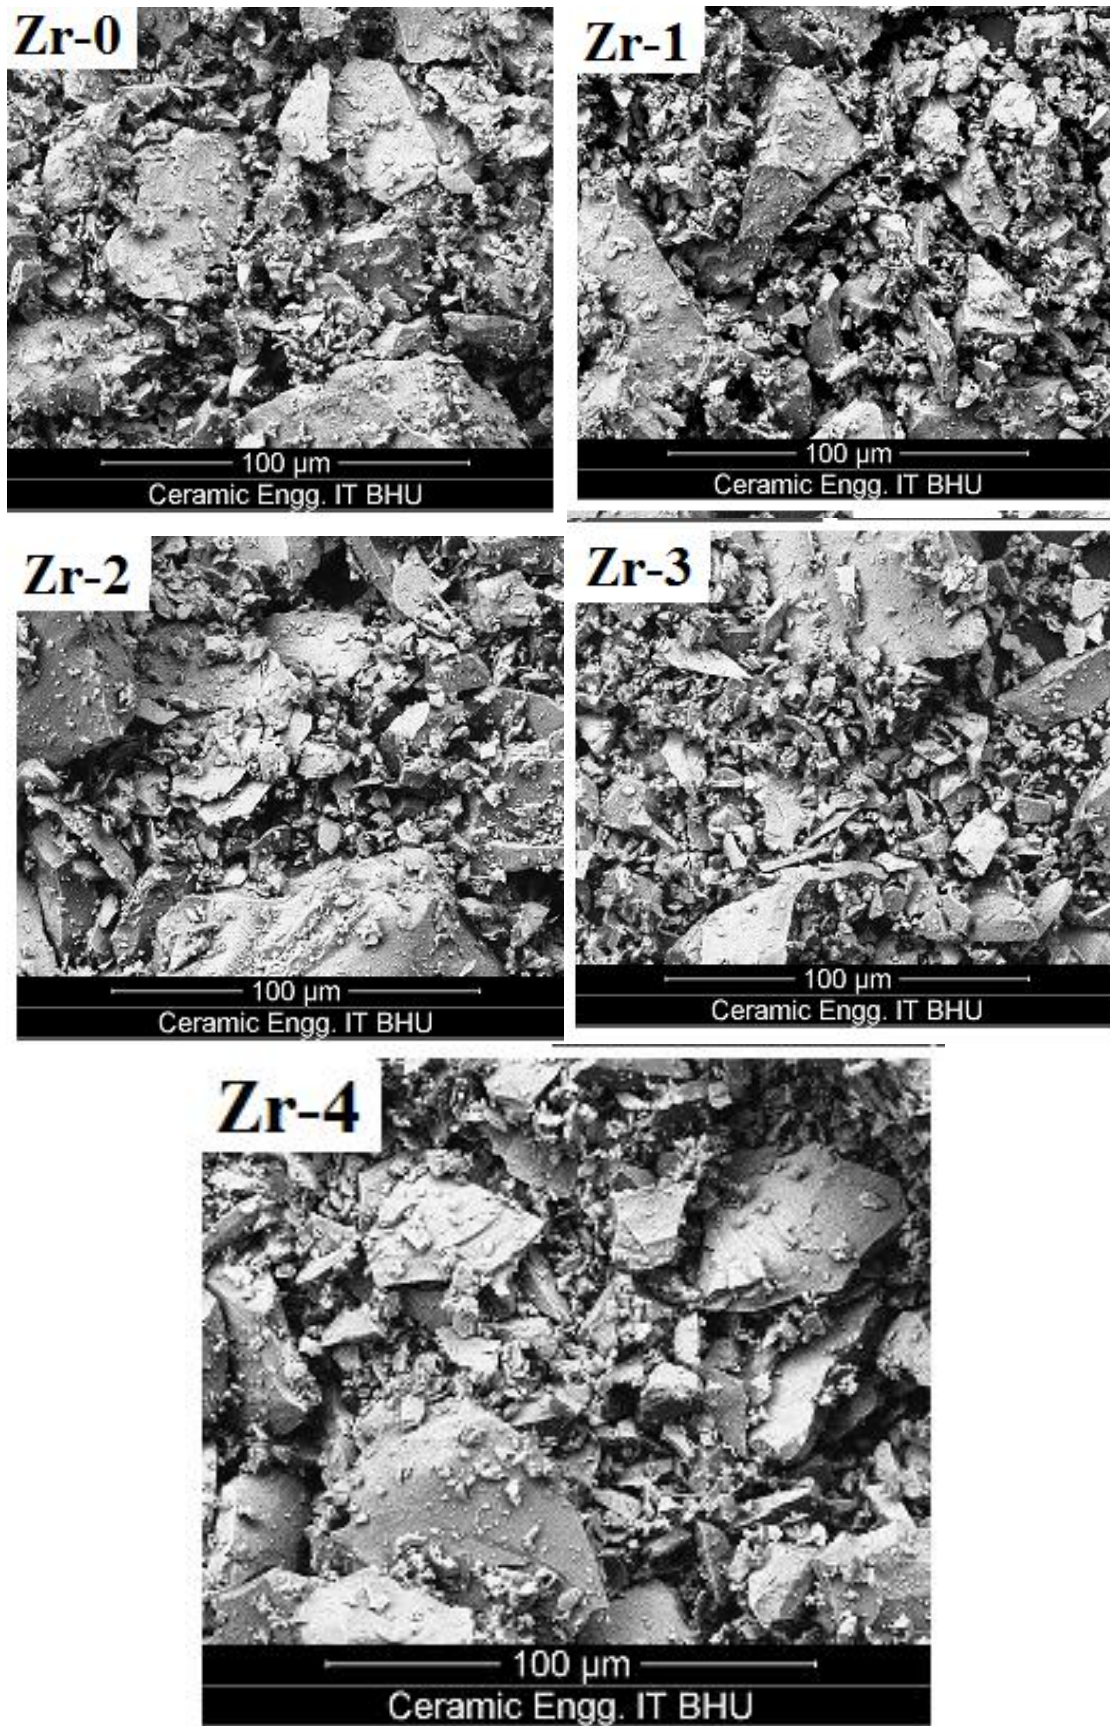 Zr-0
100 µm
Ceramic Engg. IT BHU
Zr-1
100 µm
Ceramic Engg. IT BHU
Zr-2
100 µm
Ceramic Engg. IT BHU
Zr-3
100 µm
Ceramic Engg. IT BHU
Zr-4
100 µm
Ceramic Engg. IT BHU